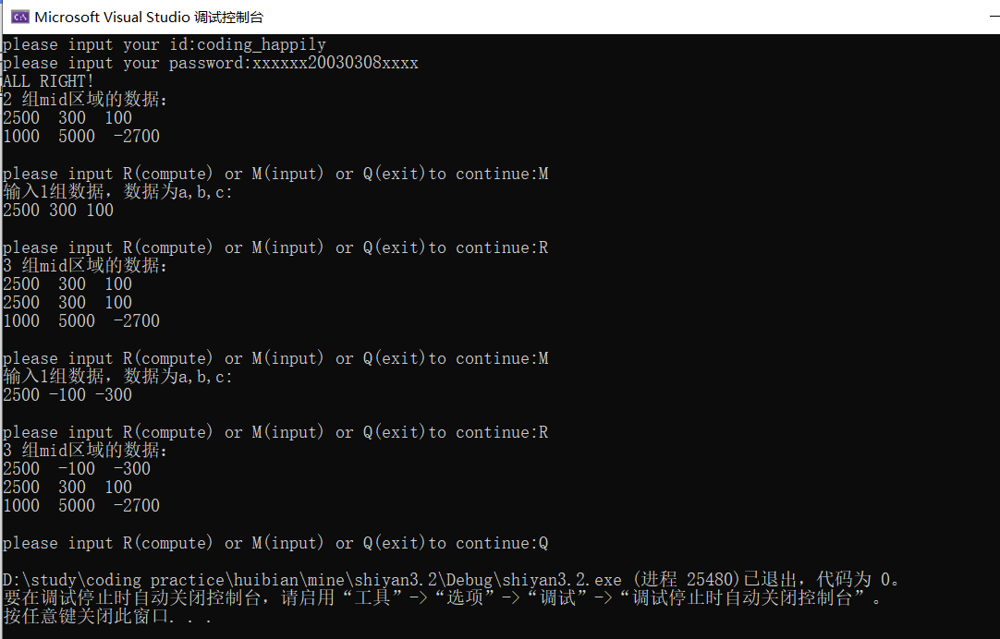 Microsoft Visual Studio 调试控制台
please input your id:coding_happily
please input your password:xxxxxx20030308xxxx
ALL RIGHT!
2 组mid区域的数据:
2500  300  100
1000  5000  -2700
please input R(compute) or M(input) or Q(exit)to continue:M
输入1组数据，数据为a,b,c:
2500 300 100
please input R(compute) or M(input) or Q(exit)to continue:R
3 组mid区域的数据:
2500  300  100
2500  300  100
1000  5000  -2700
please input R(compute) or M(input) or Q(exit)to continue:M
输入1组数据，数据为a,b,c:
2500 -100 -300
please input R(compute) or M(input) or Q(exit)to continue:R
3 组mid区域的数据:
2500  -100  -300
2500  300  100
1000  5000  -2700
please input R(compute) or M(input) or Q(exit)to continue:Q
D:\study\coding practice\huibian\mine\shiyan3.2\Debug\shiyan3.2.exe (进程 25480)已退出，代码为 0。
要在调试停止时自动关闭控制台，请启用“工具”->“选项”->“调试”->“调试停止时自动关闭控制台”。
按任意键关闭此窗口. . .